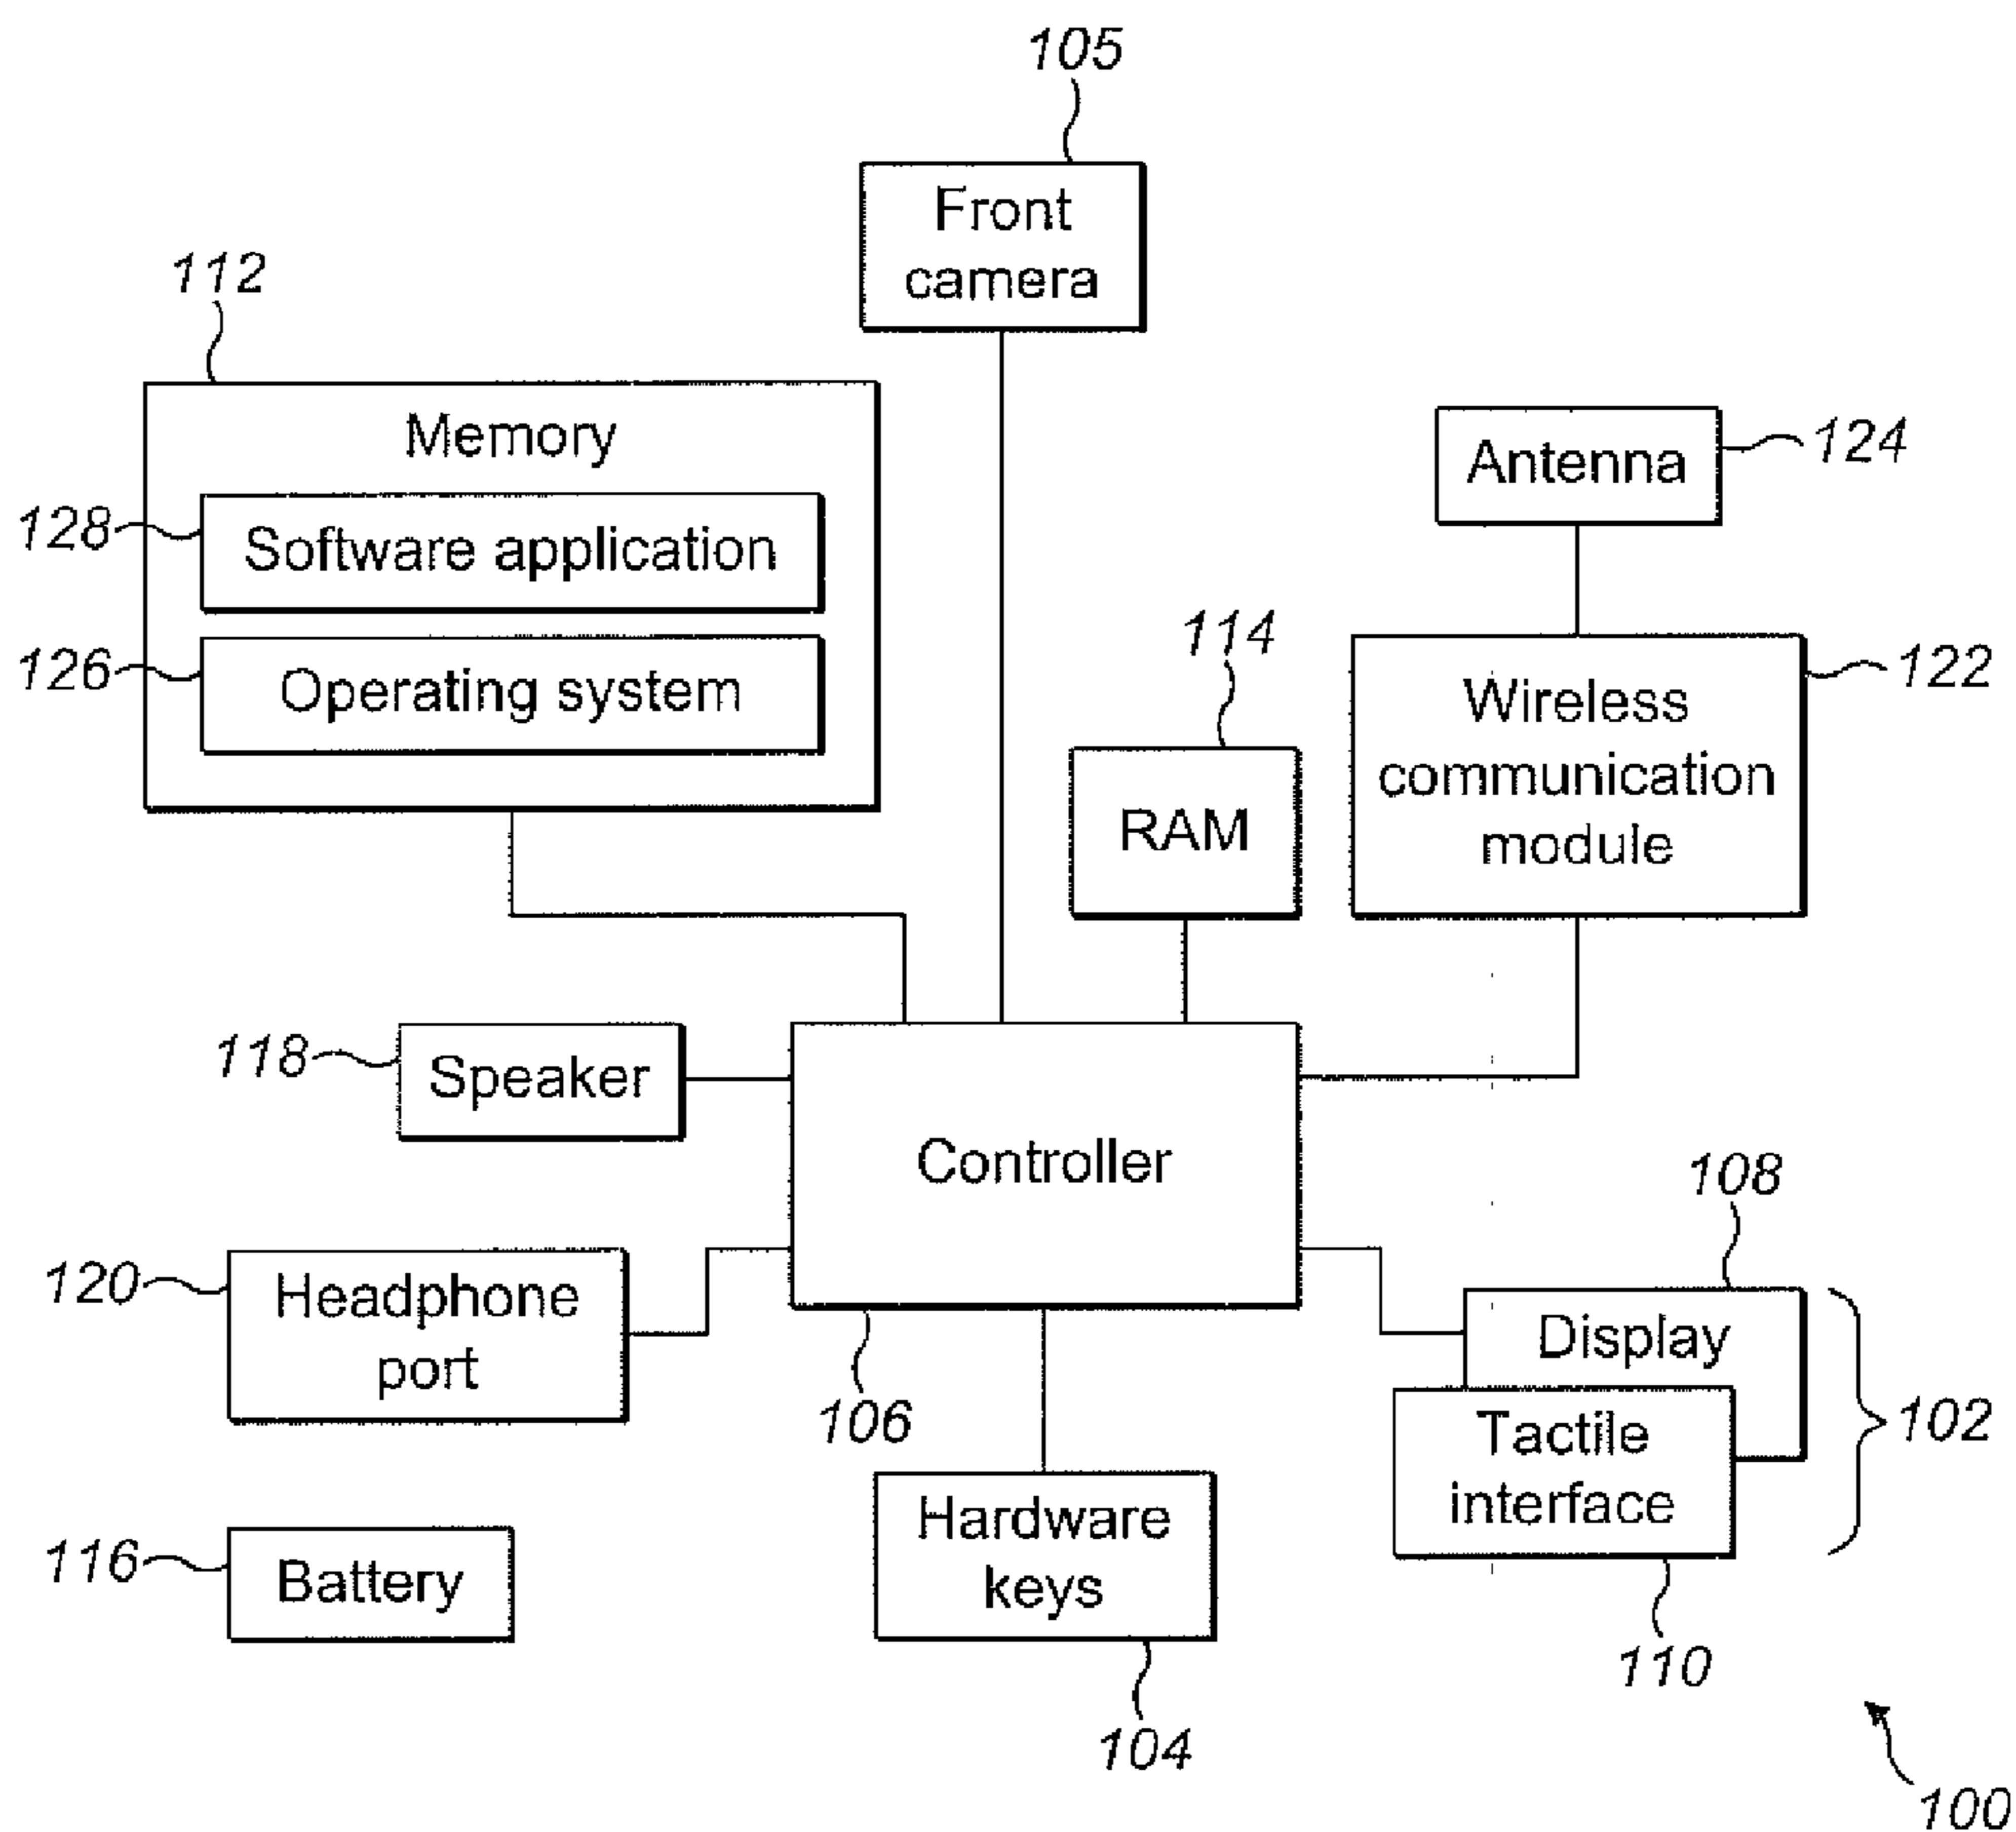 105
Front
camera
112
Memory
128
Software application
126
Operating system
Antenna
124
114
RAM
Wireless
communication
module
122
118
Speaker
Controller
106
120
Headphone
port
108
Display
Tactile
interface
102
110
116
Battery
Hardware
keys
104
100